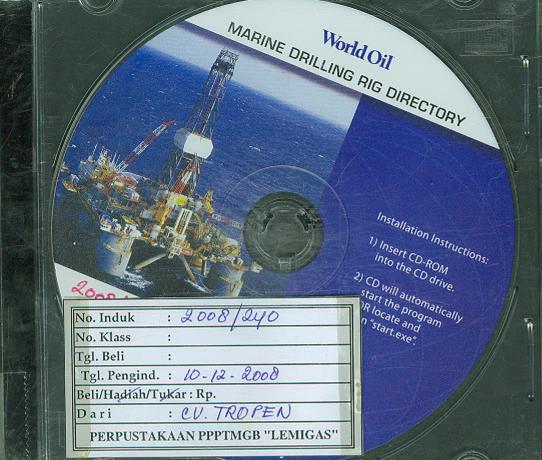 World Oil
MARINE DRILLING RIG DIRECTORY
Installation Instructions:
1) Insert CD-ROM
into the CD drive.
2) CD will automatically
start the program
OR locate and
"start.exe".
No. Induk : 2008/240
No. Klass :
Tgl. Beli :
Tgl. Pengind. : 10-12-2008
Beli/Hadiah/Tukar : Rp.
Dari : CV. TROPEN
PERPUSTAKAAN PPPTMGB "LEMIGAS"